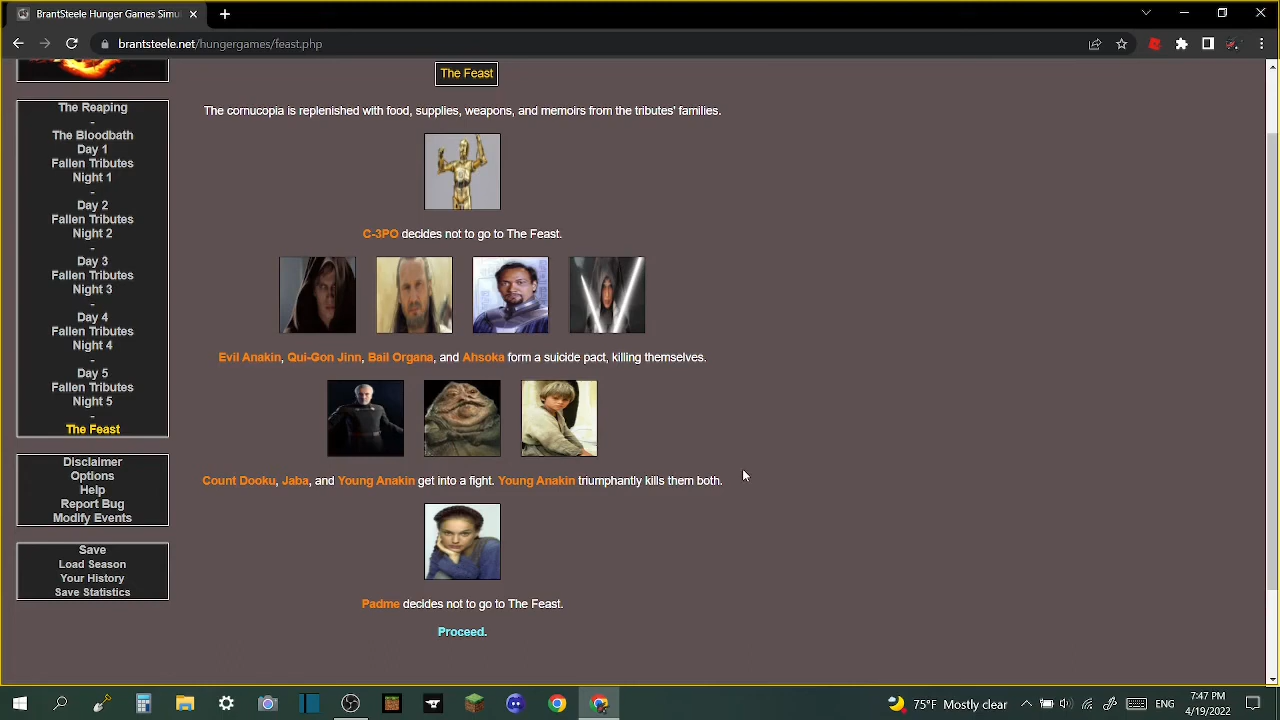 BrantSteele Hunger Games Simul
brantsteele.net/hungergames/feast.php
The Feast
The cornucopia is replenished with food, supplies, weapons, and memoirs from the tributes' families.
C-3PO decides not to go to The Feast.
Evil Anakin, Qui-Gon Jinn, Bail Organa, and Ahsoka form a suicide pact, killing themselves.
Count Dooku, Jaba, and Young Anakin get into a fight. Young Anakin triumphantly kills them both.
Padme decides not to go to The Feast.
Proceed.
The Reaping
-
The Bloodbath
Day 1
Fallen Tributes
Night 1
-
Day 2
Fallen Tributes
Night 2
-
Day 3
Fallen Tributes
Night 3
-
Day 4
Fallen Tributes
Night 4
-
Day 5
Fallen Tributes
Night 5
-
The Feast
Disclaimer
Options
Help
Report Bug
Modify Events
Save
Load Season
Your History
Save Statistics
75°F Mostly clear
ENG
7:47 PM
4/19/2022